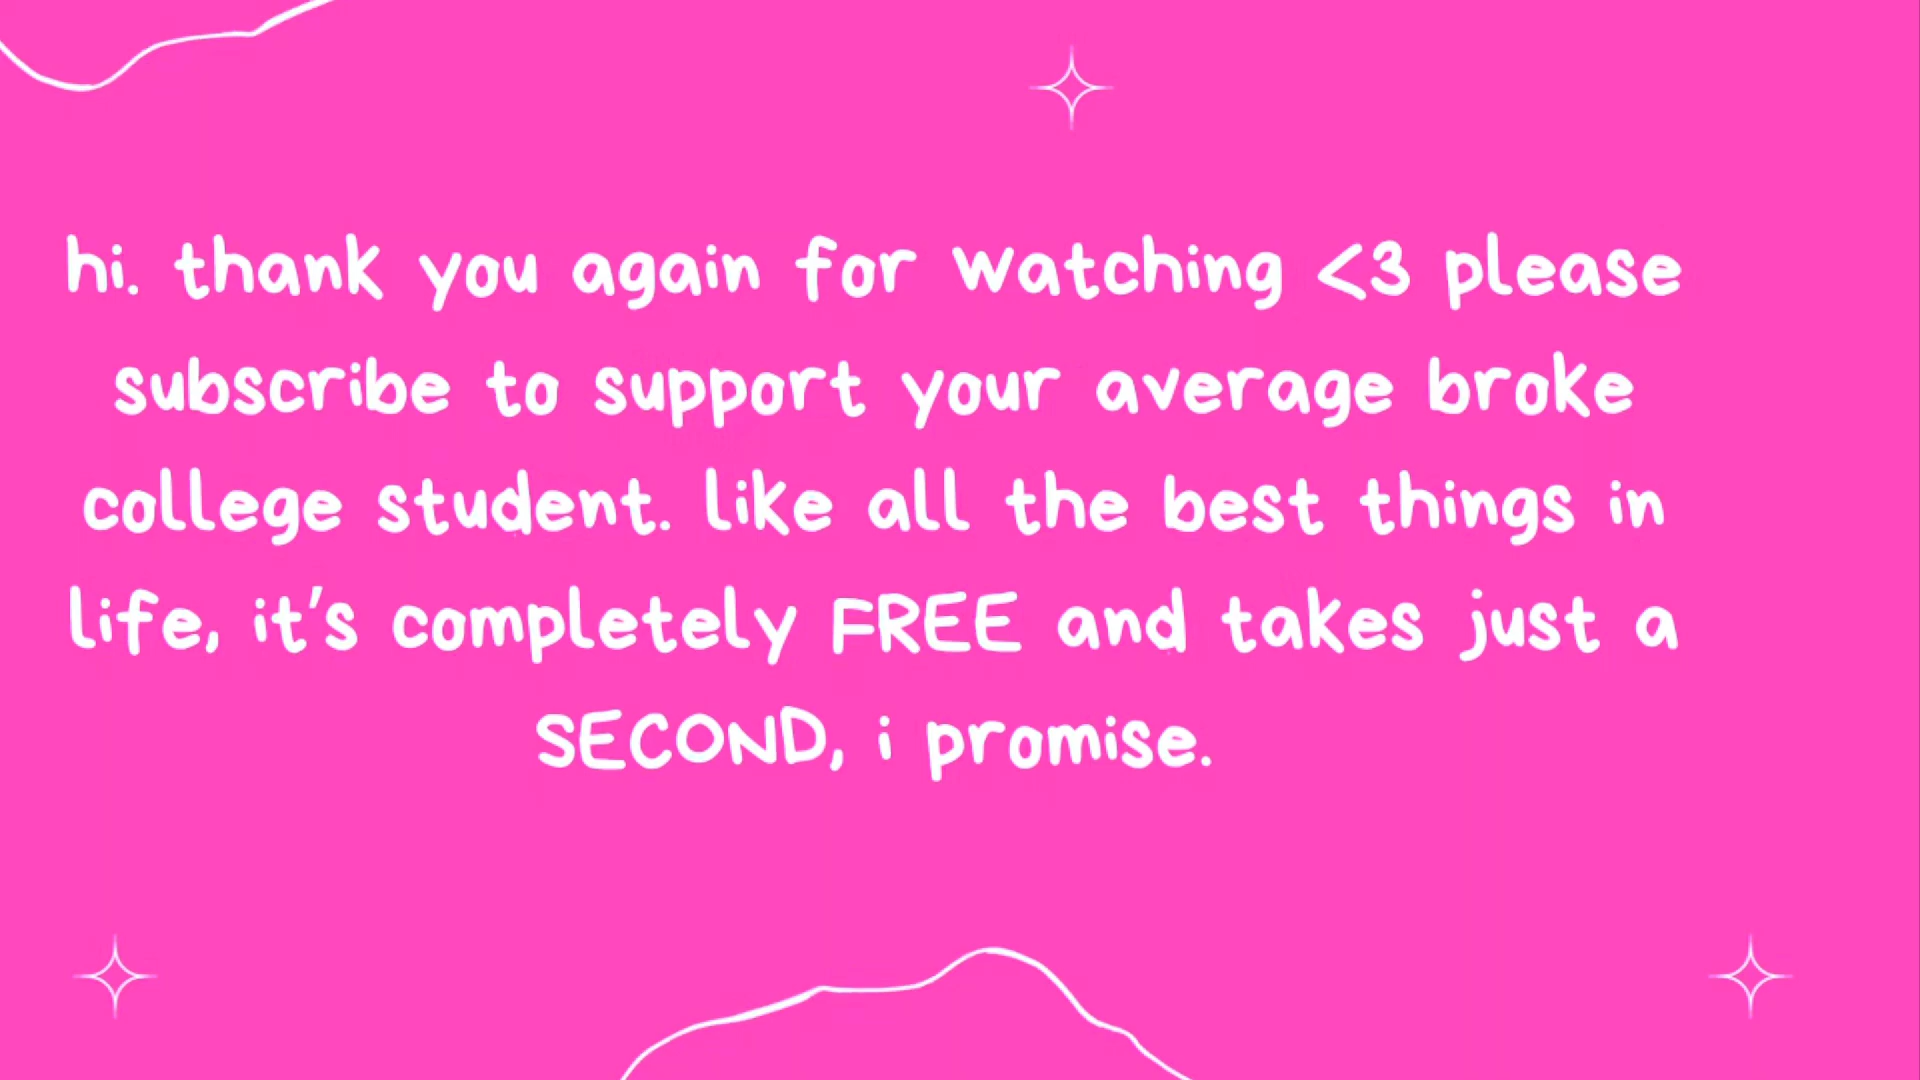 hi. thank you again for watching <3 please
subscribe to support your average broke
college student. like all the best things in
life, it's completely FREE and takes just a
SECOND, i promise.